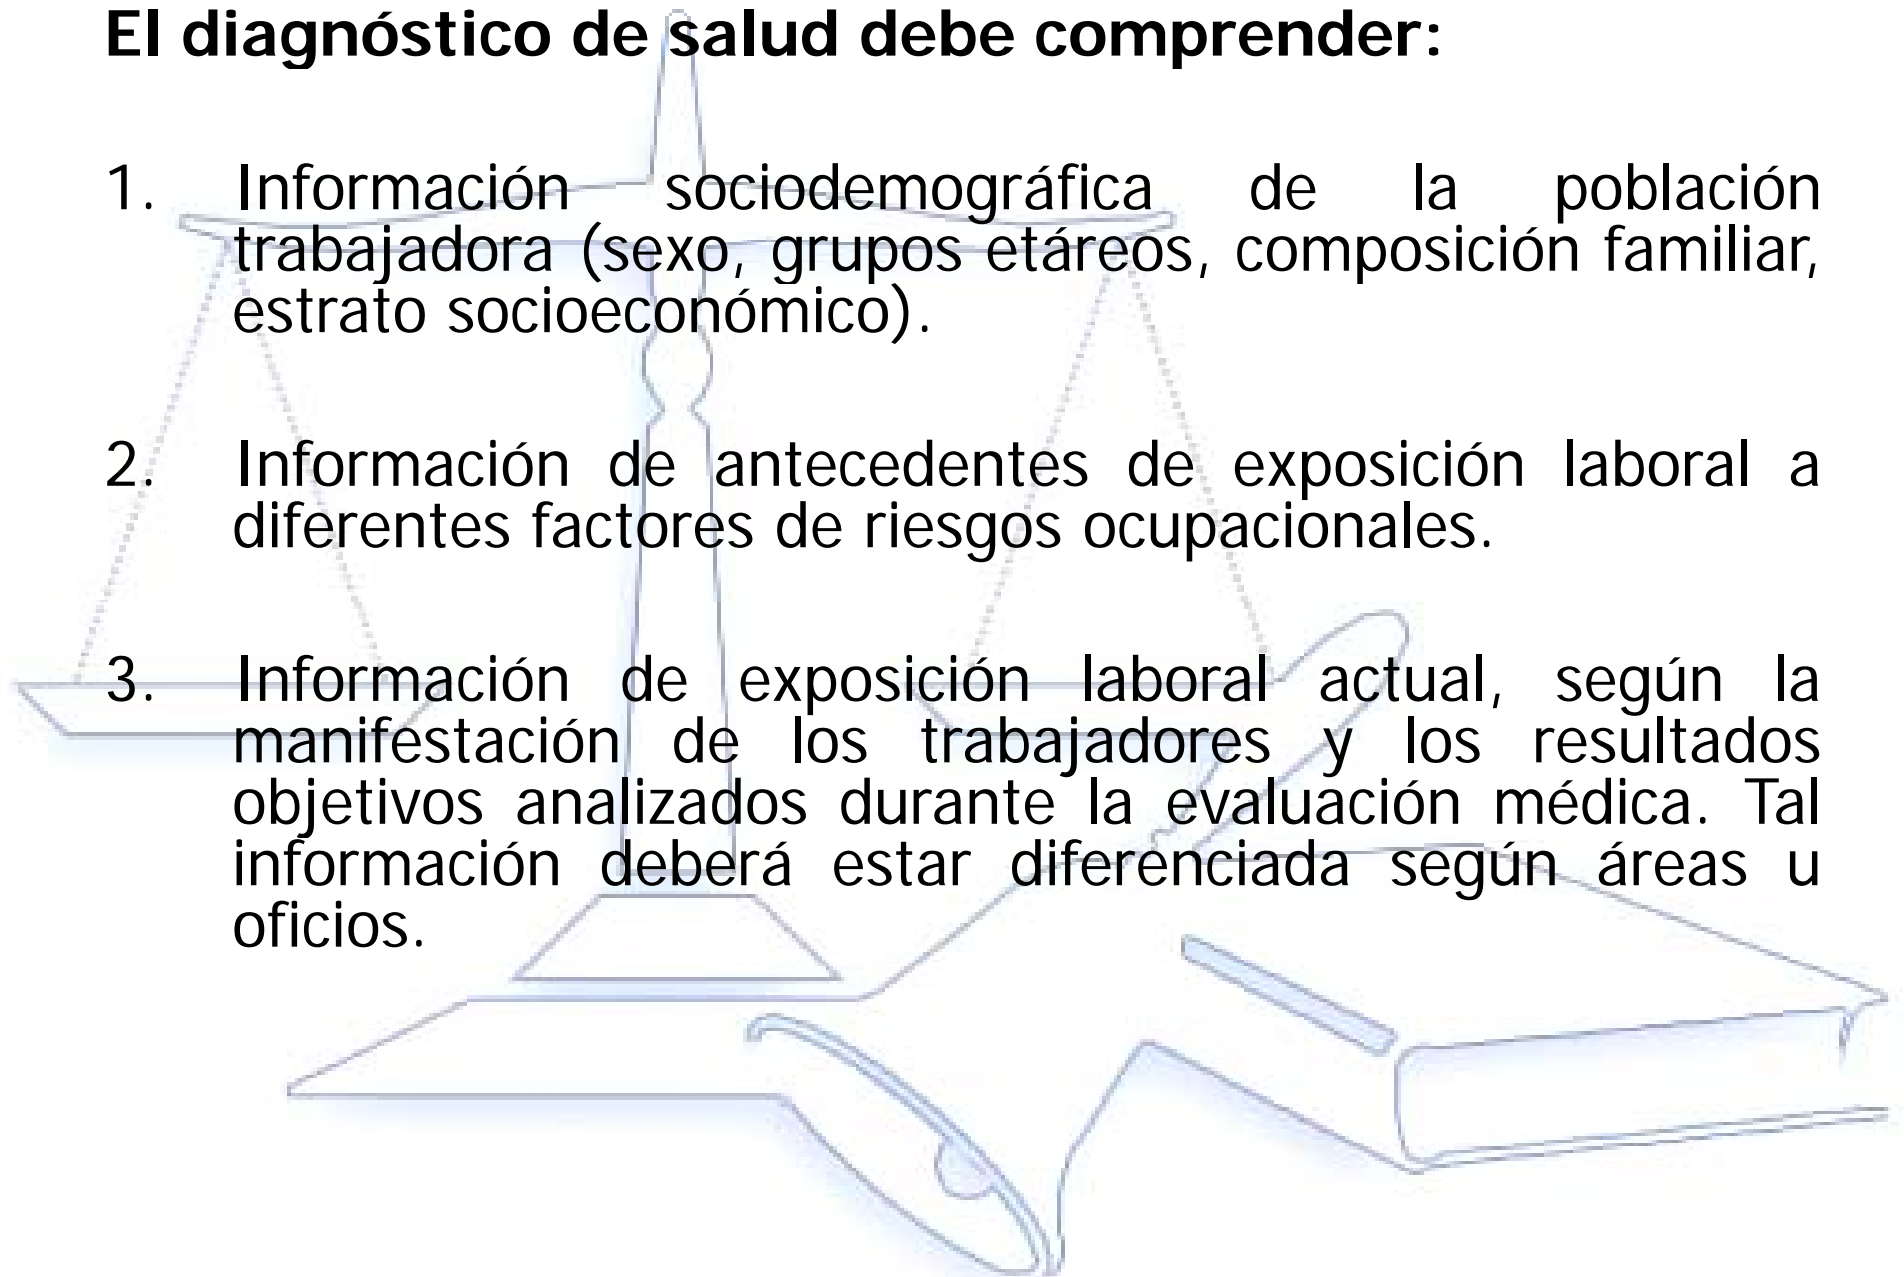 El diagnóstico de salud debe comprender:
1. Información sociodemográfica de la población
trabajadora (sexo, grupos etáreos, composición familiar,
estrato socioeconómico).
2. Información de antecedentes de exposición laboral a
diferentes factores de riesgos ocupacionales.
3. Información de exposición laboral actual, según la
manifestación de los trabajadores y los resultados
objetivos analizados durante la evaluación médica. Tal
información deberá estar diferenciada según áreas u
oficios.